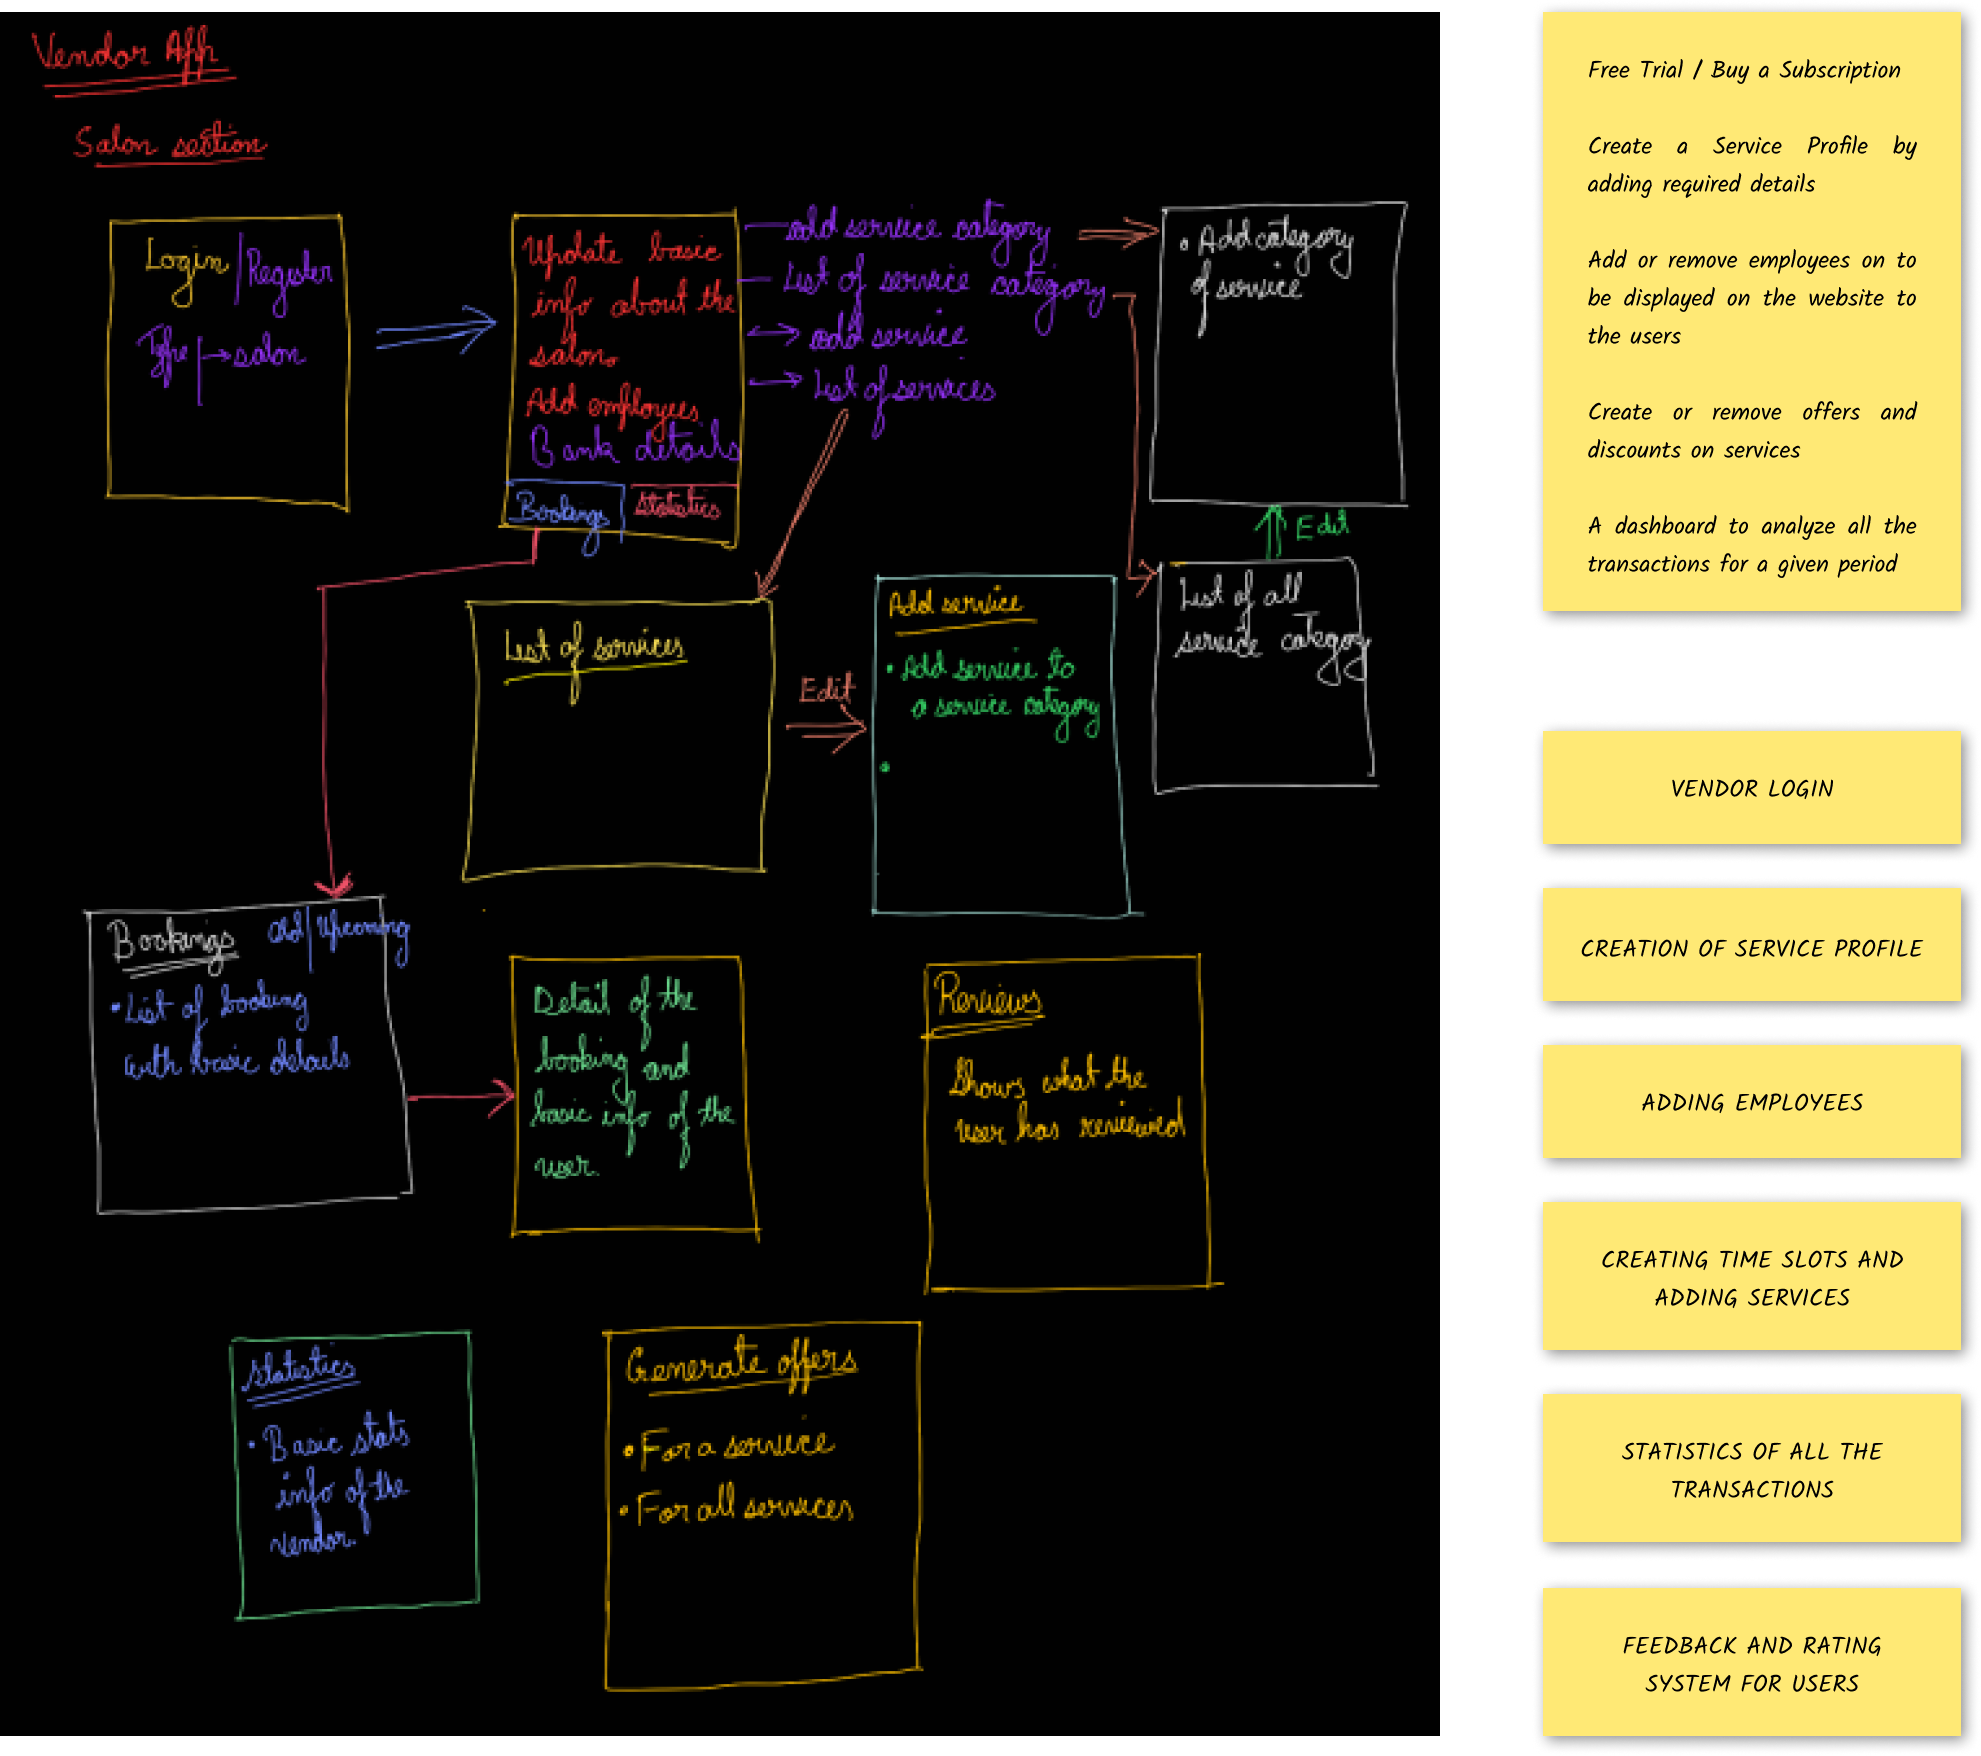 Vendor App
Salon section
Login / Register
Type → salon
Update basic
info about the
salon.
Add employees
Bank details
Bookings
Statistics
add service category
List of service category
add service
List of services
• Add category
of service
Edit
List of all
service category
List of services
Edit
Add service
• Add service to
a service category
•
Bookings
Old/Upcoming
• List of booking
with basic details
Detail of the
booking and
basic info of the
user.
Reviews
Shows what the
user has reviewed
Statistics
• Basic stats
info of the
vendor.
Generate offers
• For a service
• For all services
Free Trial / Buy a Subscription
Create a Service Profile by
adding required details
Add or remove employees on to
be displayed on the website to
the users
Create or remove offers and
discounts on services
A dashboard to analyze all the
transactions for a given period
VENDOR LOGIN
CREATION OF SERVICE PROFILE
ADDING EMPLOYEES
CREATING TIME SLOTS AND
ADDING SERVICES
STATISTICS OF ALL THE
TRANSACTIONS
FEEDBACK AND RATING
SYSTEM FOR USERS